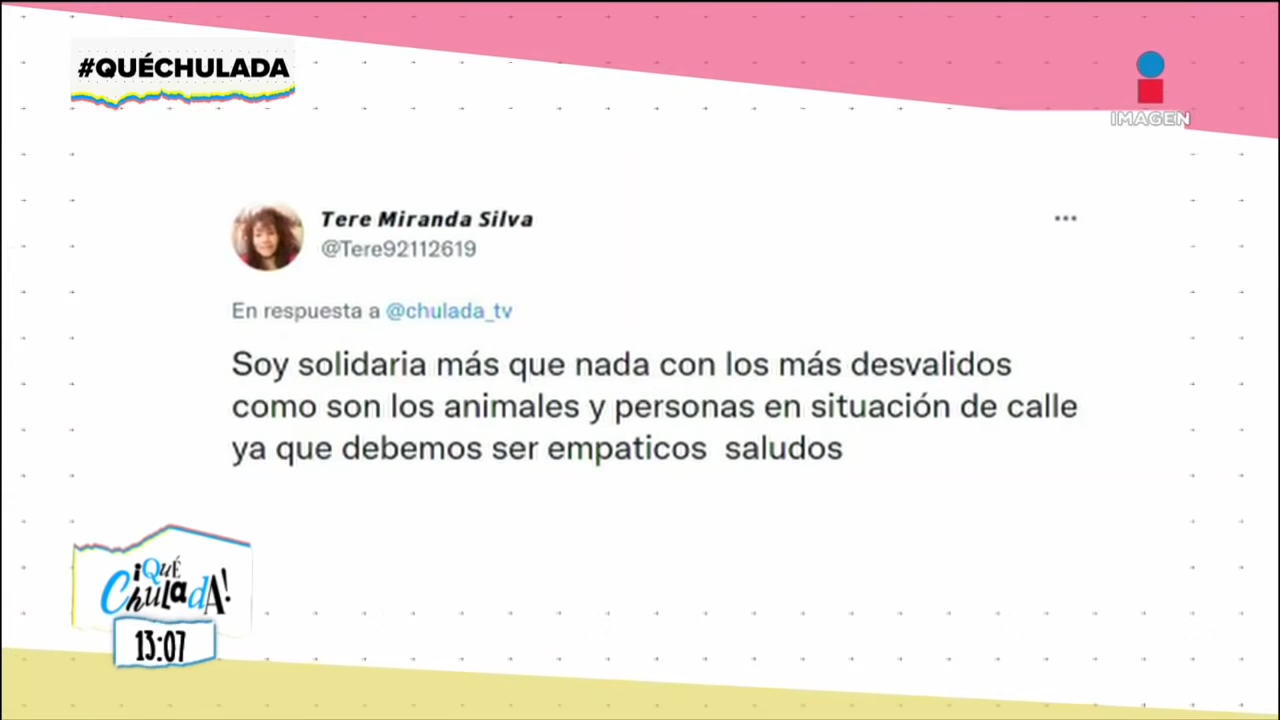 #QUÉCHULADA
IMAGEN
Tere Miranda Silva
@Tere92112619
En respuesta a @chulada_tv
Soy solidaria más que nada con los más desvalidos
como son los animales y personas en situación de calle
ya que debemos ser empaticos  saludos
¡QUÉ
ChuladA!
13:07